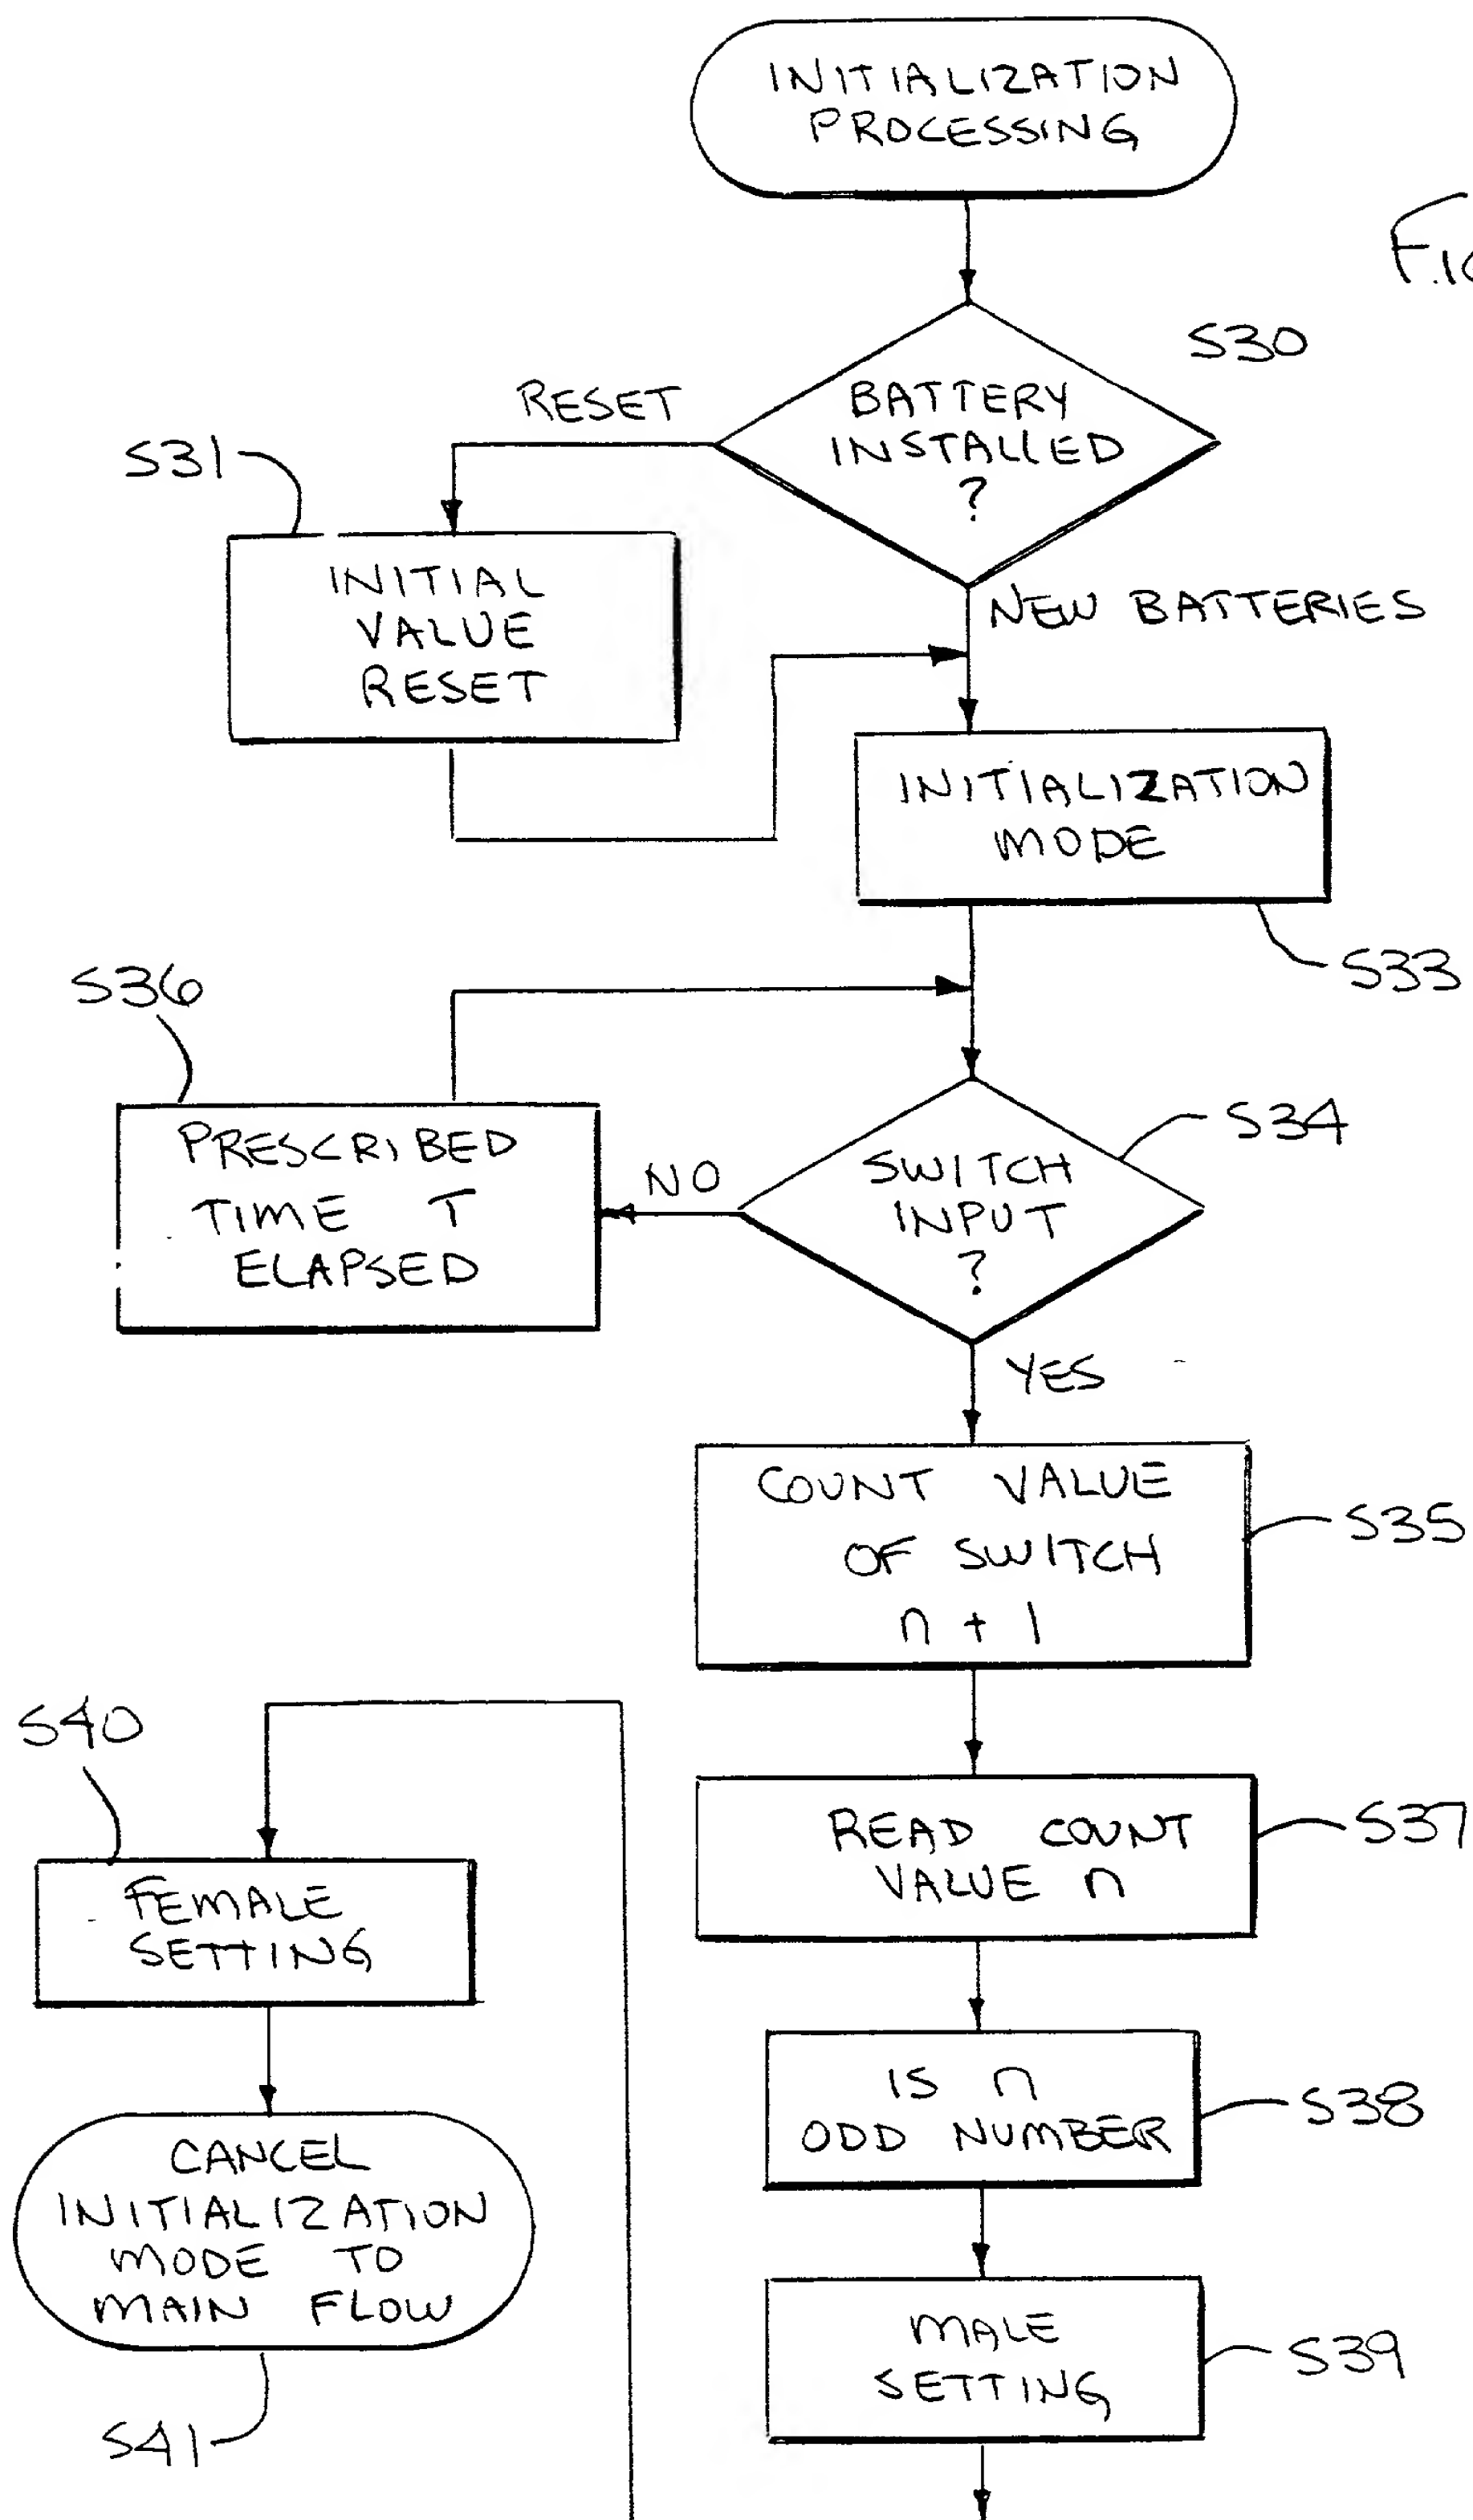 INITIALIZATION
PROCESSING
FIG
S30
BATTERY
INSTALLED
?
RESET
S31
INITIAL
VALUE
RESET
NEW BATTERIES
INITIALIZATION
MODE
S33
S36
PRESCRIBED
TIME T
ELAPSED
NO
SWITCH
INPUT
?
S34
YES
COUNT VALUE
OF SWITCH
n + 1
S35
S40
READ COUNT
VALUE n
S37
FEMALE
SETTING
IS n
ODD NUMBER
S38
CANCEL
INITIALIZATION
MODE TO
MAIN FLOW
MALE
SETTING
S39
S41